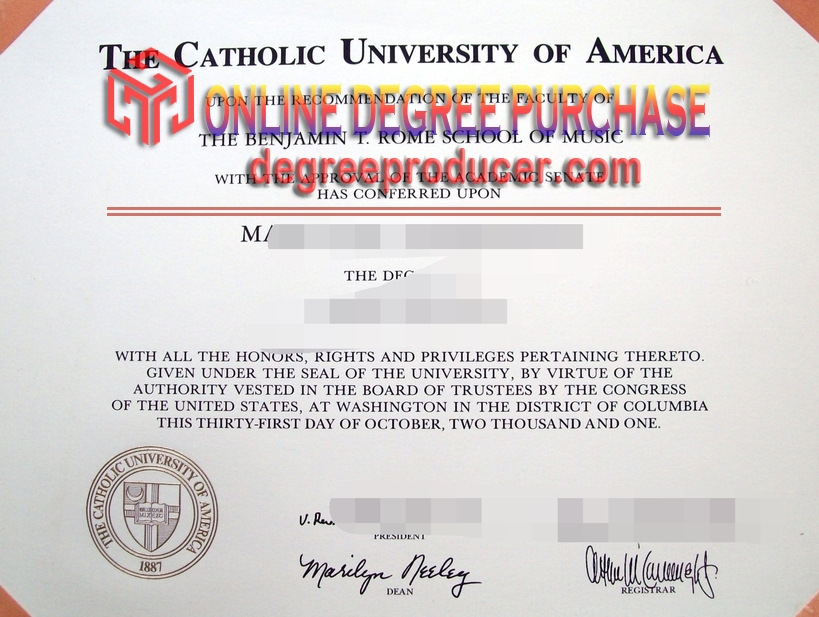 THE CATHOLIC UNIVERSITY OF AMERICA
UPON THE RECOMMENDATION OF THE FACULTY OF
ONLINE DEGREE PURCHASE
THE BENJAMIN T. ROME SCHOOL OF MUSIC
degreeproducer.com
WITH THE APPROVAL OF THE ACADEMIC SENATE
HAS CONFERRED UPON
THE
WITH ALL THE HONORS, RIGHTS AND PRIVILEGES PERTAINING THERETO.
GIVEN UNDER THE SEAL OF THE UNIVERSITY, BY VIRTUE OF THE
AUTHORITY VESTED IN THE BOARD OF TRUSTEES BY THE CONGRESS
OF THE UNITED STATES, AT WASHINGTON IN THE DISTRICT OF COLUMBIA
THIS THIRTY-FIRST DAY OF OCTOBER, TWO THOUSAND AND ONE.
THE CATHOLIC UNIVERSITY OF AMERICA
1887
V. Rev.
PRESIDENT
Marilyn Neeley
DEAN
REGISTRAR